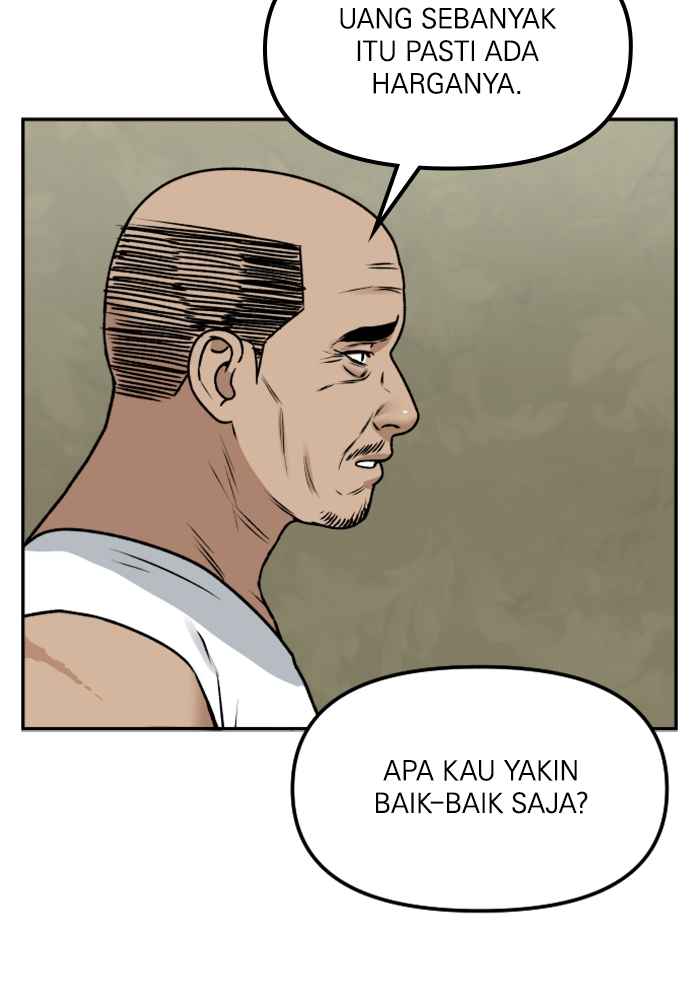 UANG SEBANYAK
ITU PASTI ADA
HARGANYA.
APA KAU YAKIN
BAIK-BAIK SAJA?